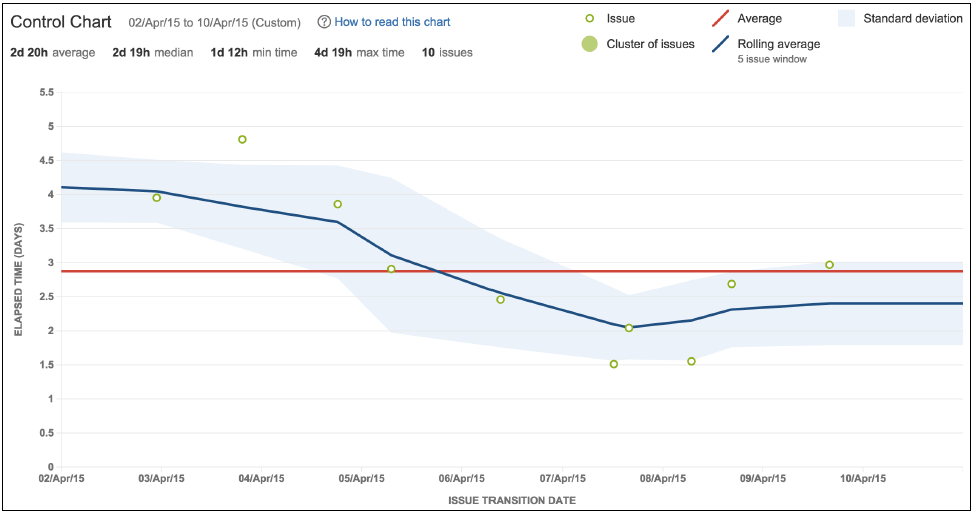 Control Chart 02/Apr/15 to 10/Apr/15 (Custom) ? How to read this chart
2d 20h average 2d 19h median 1d 12h min time 4d 19h max time 10 issues
Issue
Cluster of issues
Average
Rolling average
5 issue window
Standard deviation
ELAPSED TIME (DAYS)
5.5
5
4.5
4
3.5
3
2.5
2
1.5
1
0.5
0
02/Apr/15 03/Apr/15 04/Apr/15 05/Apr/15 06/Apr/15 07/Apr/15 08/Apr/15 09/Apr/15 10/Apr/15
ISSUE TRANSITION DATE